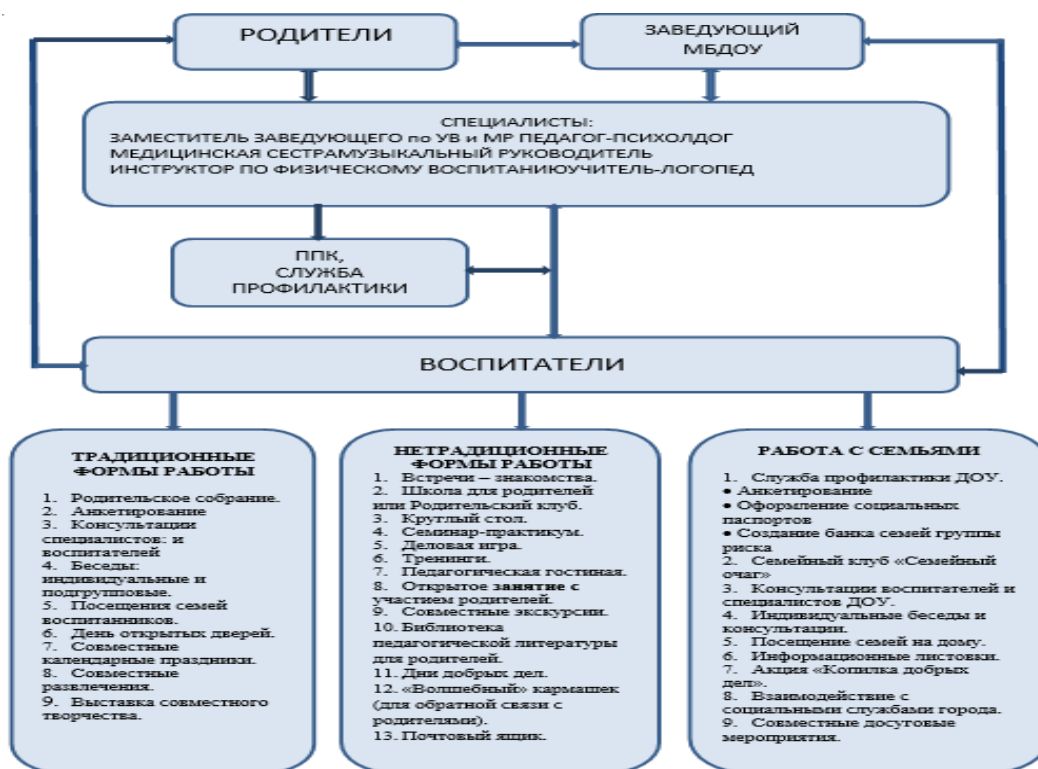 РОДИТЕЛИ
ЗАВЕДУЮЩИЙ
МБДОУ
СПЕЦИАЛИСТЫ:
ЗАМЕСТИТЕЛЬ ЗАВЕДУЮЩЕГО по УВ и МР ПЕДАГОГ-ПСИХОЛДОГ
МЕДИЦИНСКАЯ СЕСТРАМУЗЫКАЛЬНЫЙ РУКОВОДИТЕЛЬ
ИНСТРУКТОР ПО ФИЗИЧЕСКОМУ ВОСПИТАНИЮУЧИТЕЛЬ-ЛОГОПЕД
ППК,
СЛУЖБА
ПРОФИЛАКТИКИ
ВОСПИТАТЕЛИ
ТРАДИЦИОННЫЕ
ФОРМЫ РАБОТЫ
1. Родительское собрание.
2. Анкетирование
3. Консультации
специалистов: и
воспитателей
4. Беседы:
индивидуальные и
подгрупповые.
5. Посещения семей
воспитанников.
6. День открытых дверей.
7. Совместные
календарные праздники.
8. Совместные
развлечения.
9. Выставка совместного
творчества.
НЕТРАДИЦИОННЫЕ
ФОРМЫ РАБОТЫ
1. Встречи – знакомства.
2. Школа для родителей
или Родительский клуб.
3. Круглый стол.
4. Семинар-практикум.
5. Деловая игра.
6. Тренинги.
7. Педагогическая гостиная.
8. Открытое занятие с
участием родителей.
9. Совместные экскурсии.
10. Библиотека
педагогической литературы
для родителей.
11. Дни добрых дел.
12. «Волшебный» кармашек
(для обратной связи с
родителями).
13. Почтовый ящик.
РАБОТА С СЕМЬЯМИ
1. Служба профилактики ДОУ.
• Анкетирование
• Оформление социальных
паспортов
• Создание банка семей группы
риска
2. Семейный клуб «Семейный
очаг»
3. Консультации воспитателей и
специалистов ДОУ.
4. Индивидуальные беседы и
консультации.
5. Посещение семей на дому.
6. Информационные листовки.
7. Акция «Копилка добрых
дел».
8. Взаимодействие с
социальными службами города.
9. Совместные досуговые
мероприятия.